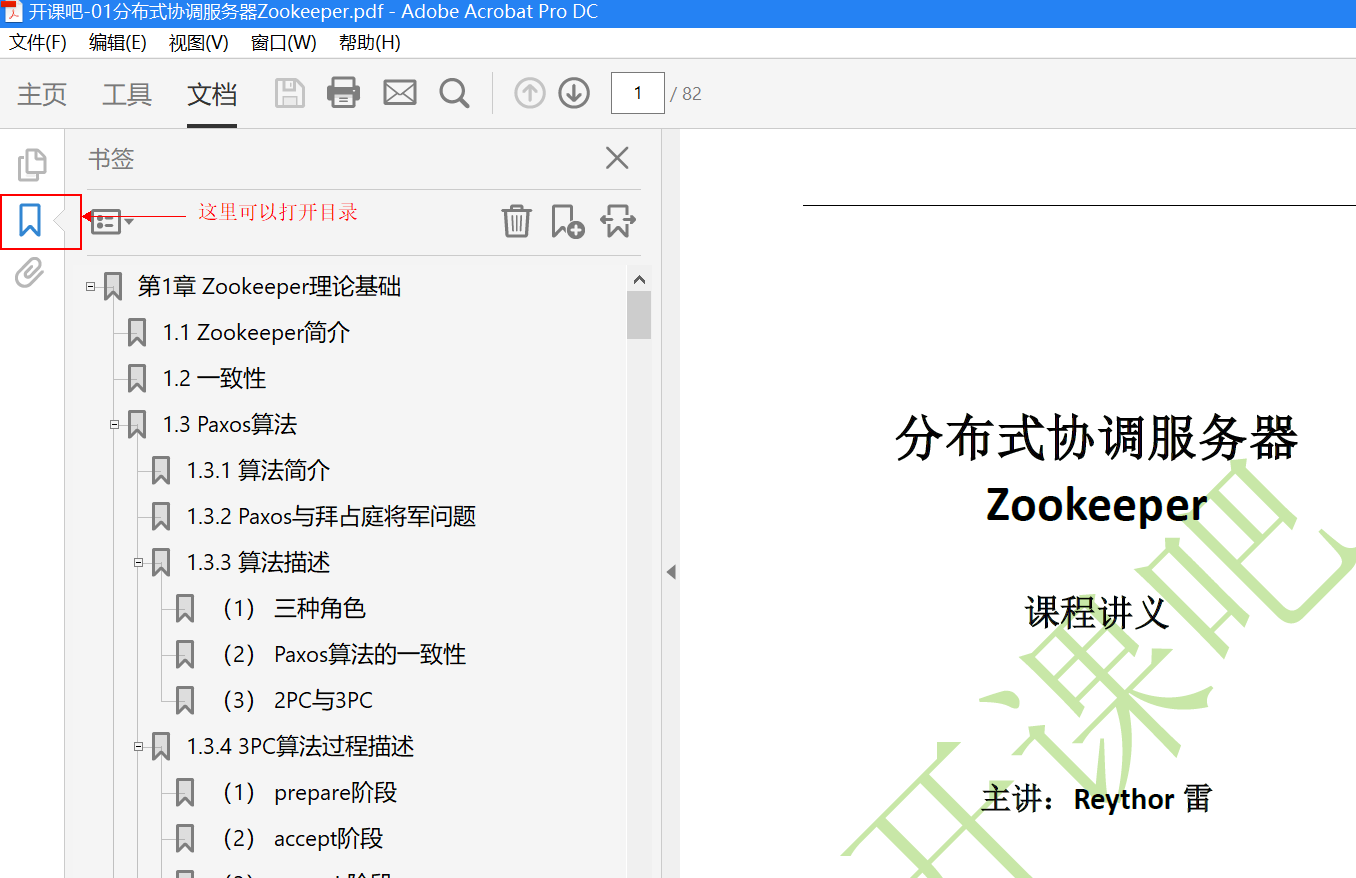 开课吧-01分布式协调服务器Zookeeper.pdf - Adobe Acrobat Pro DC
文件(F) 编辑(E) 视图(V) 窗口(W) 帮助(H)
主页 工具 文档 1 / 82
书签
这里可以打开目录
第1章 Zookeeper理论基础
1.1 Zookeeper简介
1.2 一致性
1.3 Paxos算法
1.3.1 算法简介
1.3.2 Paxos与拜占庭将军问题
1.3.3 算法描述
（1） 三种角色
（2） Paxos算法的一致性
（3） 2PC与3PC
1.3.4 3PC算法过程描述
（1） prepare阶段
（2） accept阶段
分布式协调服务器
Zookeeper
课程讲义
主讲：Reythor 雷
开课吧